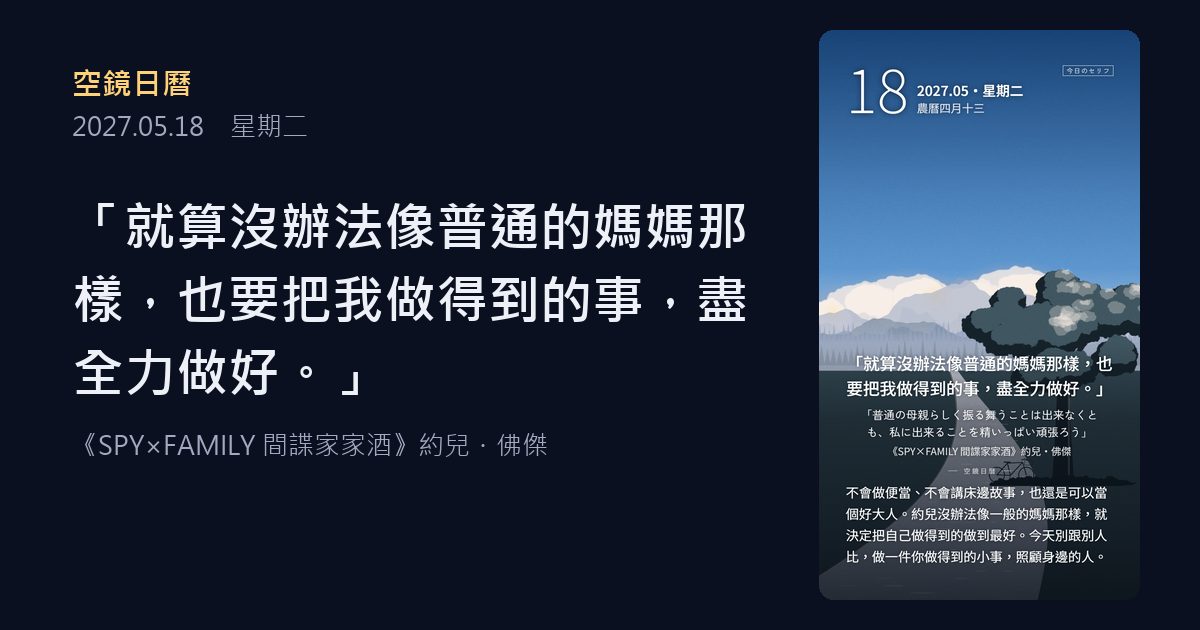 空鏡日曆
2027.05.18 星期二
「就算沒辦法像普通的媽媽那
樣，也要把我做得到的事，盡
全力做好。」
《SPY×FAMILY 間諜家家酒》約兒．佛傑
18
2027.05・星期二
農曆四月十三
今日のセリフ
「就算沒辦法像普通的媽媽那樣，也
要把我做得到的事，盡全力做好。」
「普通の母親らしく振る舞うことは出来なくと
も、私に出来ることを精いっぱい頑張ろう」
《SPY×FAMILY 間諜家家酒》約兒・佛傑
— 空鏡日曆
不會做便當、不會講床邊故事，也還是可以當
個好大人。約兒沒辦法像一般的媽媽那樣，就
決定把自己做得到的做到最好。今天別跟別人
比，做一件你做得到的小事，照顧身邊的人。